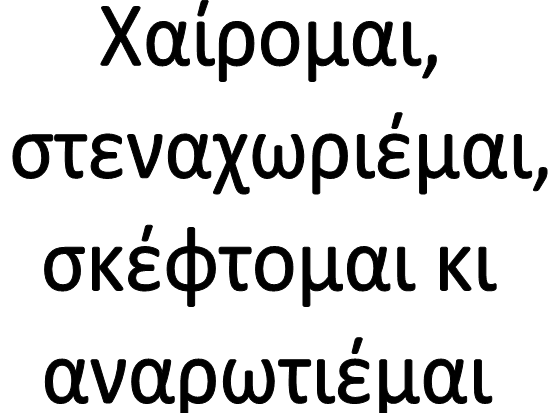 Χαίρομαι,
στεναχωριέμαι,
σκέφτομαι κι
αναρωτιέμαι